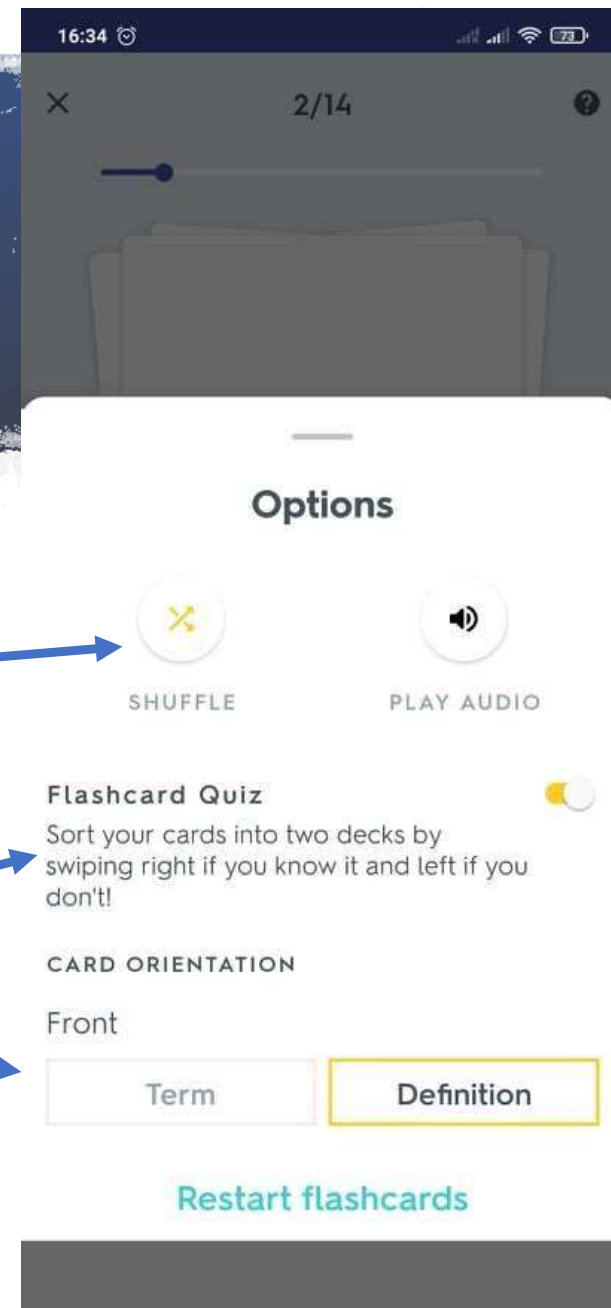 16:34 73
2/14 ?
Options
SHUFFLE PLAY AUDIO
Flashcard Quiz
Sort your cards into two decks by
swiping right if you know it and left if you
don't!
CARD ORIENTATION
Front
Term Definition
Restart flashcards